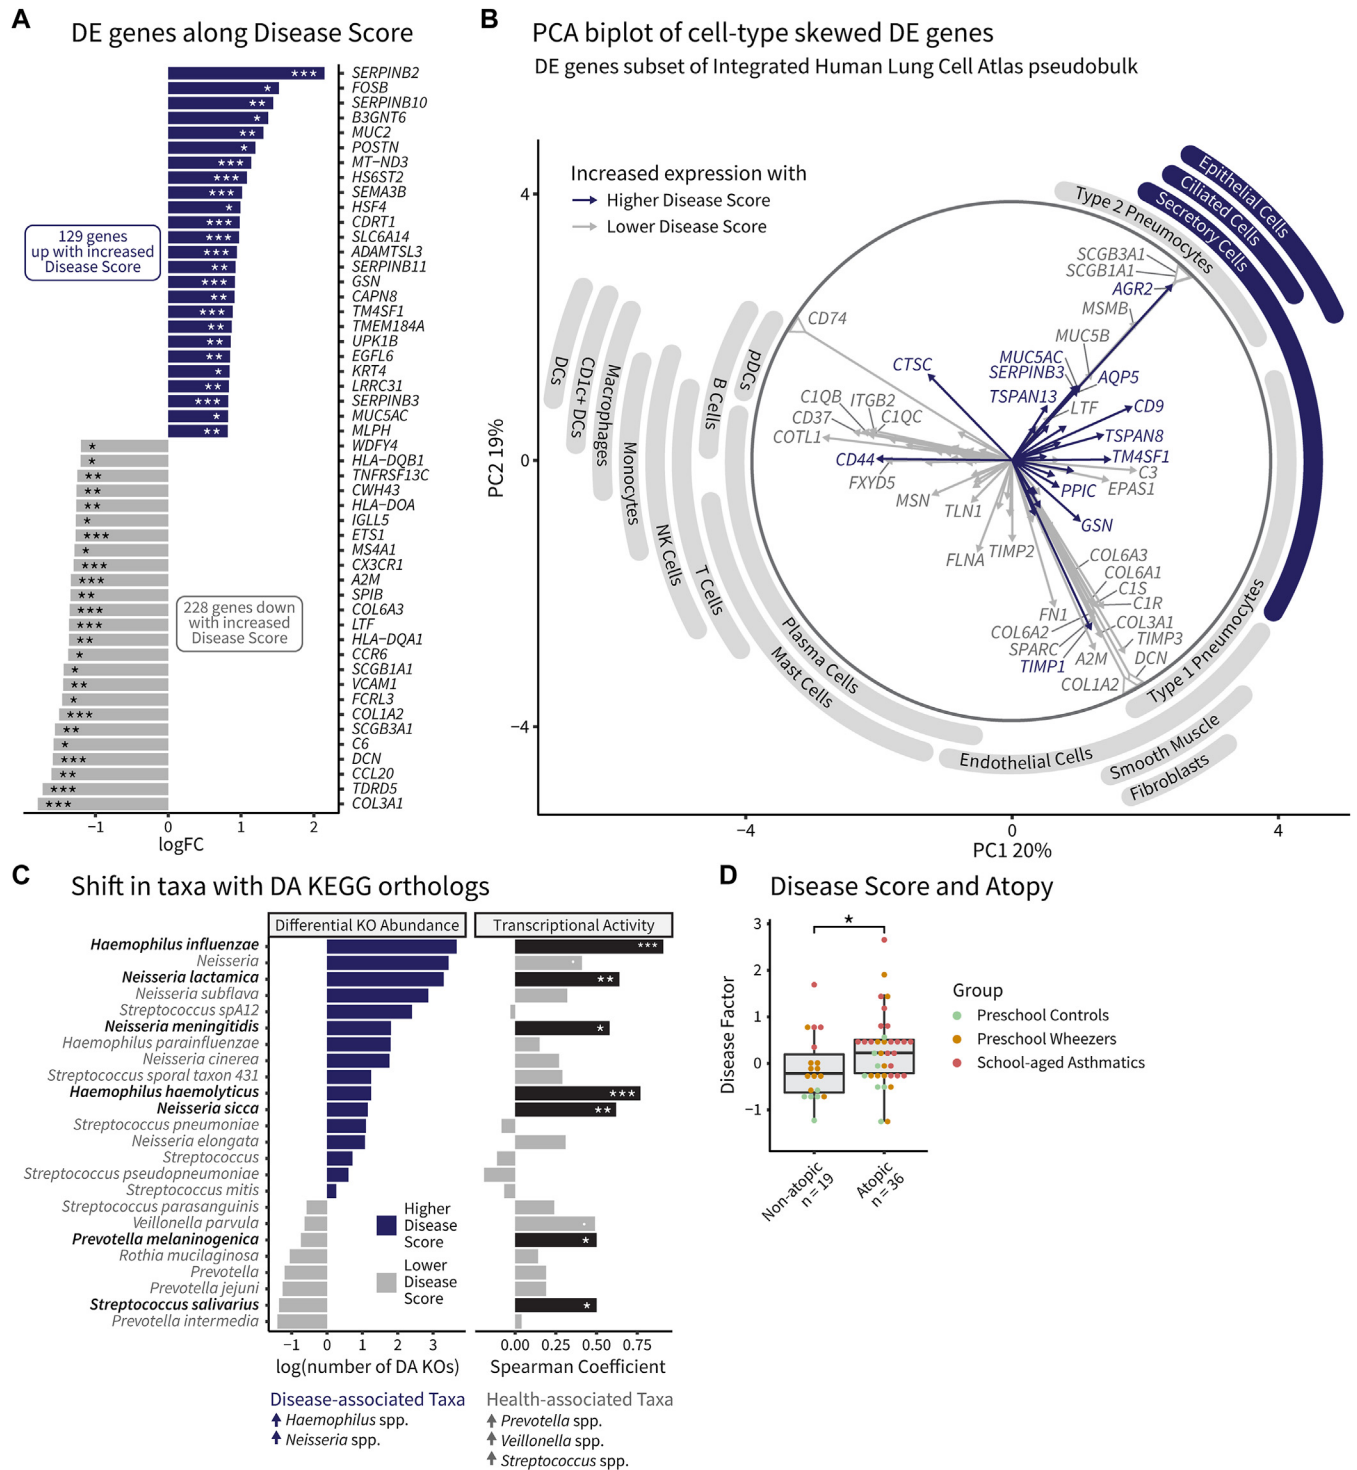 A
DE genes along Disease Score
SERPINB2
***
FOSB
*
SERPINB10
**
B3GNT6
*
MUC2
**
POSTN
*
MT−ND3
***
HS6ST2
***
SEMA3B
***
HSF4
*
CDRT1
***
SLC6A14
***
ADAMTSL3
***
SERPINB11
**
GSN
***
CAPN8
**
TM4SF1
***
TMEM184A
**
UPK1B
**
EGFL6
**
KRT4
*
LRRC31
**
SERPINB3
***
MUC5AC
*
MLPH
**
WDFY4
*
HLA−DQB1
*
TNFRSF13C
**
CWH43
**
HLA−DOA
**
IGLL5
*
ETS1
***
MS4A1
*
CX3CR1
***
A2M
***
SPIB
**
COL6A3
***
LTF
***
HLA−DQA1
**
CCR6
*
SCGB1A1
*
VCAM1
**
FCRL3
*
COL1A2
***
SCGB3A1
**
C6
*
DCN
***
CCL20
**
TDRD5
***
COL3A1
***
129 genes
up with increased
Disease Score
228 genes down
with increased
Disease Score
−1 0 1 2
logFC
B
PCA biplot of cell-type skewed DE genes
DE genes subset of Integrated Human Lung Cell Atlas pseudobulk
Increased expression with
Higher Disease Score
Lower Disease Score
Epithelial Cells
Ciliated Cells
Secretory Cells
Type 2 Pneumocytes
SCGB3A1
SCGB1A1
AGR2
MSMB
MUC5B
MUC5AC
SERPINB3
AQP5
TSPAN13
LTF
CD9
TSPAN8
TM4SF1
C3
EPAS1
PPIC
GSN
CD74
CTSC
C1QB
ITGB2
CD37
C1QC
COTL1
CD44
FXYD5
MSN
TLN1
FLNA
TIMP2
COL6A3
COL6A1
C1S
C1R
FN1
COL3A1
COL6A2
TIMP3
SPARC
A2M
DCN
TIMP1
COL1A2
DCs
CD1c+ DCs
Macrophages
Monocytes
NK Cells
B Cells
pDCs
T Cells
Plasma Cells
Mast Cells
Endothelial Cells
Type 1 Pneumocytes
Smooth Muscle
Fibroblasts
4
0
−4
PC2 19%
−4 0 4
PC1 20%
C
Shift in taxa with DA KEGG orthologs
Differential KO Abundance
Transcriptional Activity
Haemophilus influenzae
***
Neisseria
Neisseria lactamica
**
Neisseria subflava
Streptococcus spA12
Neisseria meningitidis
*
Haemophilus parainfluenzae
Neisseria cinerea
Streptococcus sporal taxon 431
Haemophilus haemolyticus
***
Neisseria sicca
**
Streptococcus pneumoniae
Neisseria elongata
Streptococcus
Streptococcus pseudopneumoniae
Streptococcus mitis
Streptococcus parasanguinis
Veillonella parvula
Prevotella melaninogenica
*
Rothia mucilaginosa
Prevotella
Prevotella jejuni
Streptococcus salivarius
*
Prevotella intermedia
Higher
Disease
Score
Lower
Disease
Score
−1 0 1 2 3
log(number of DA KOs)
0.00 0.25 0.50 0.75
Spearman Coefficient
Disease-associated Taxa
Haemophilus spp.
Neisseria spp.
Health-associated Taxa
Prevotella spp.
Veillonella spp.
Streptococcus spp.
D
Disease Score and Atopy
*
3
2
1
0
−1
Disease Factor
Non-atopic
n = 19
Atopic
n = 36
Group
Preschool Controls
Preschool Wheezers
School-aged Asthmatics